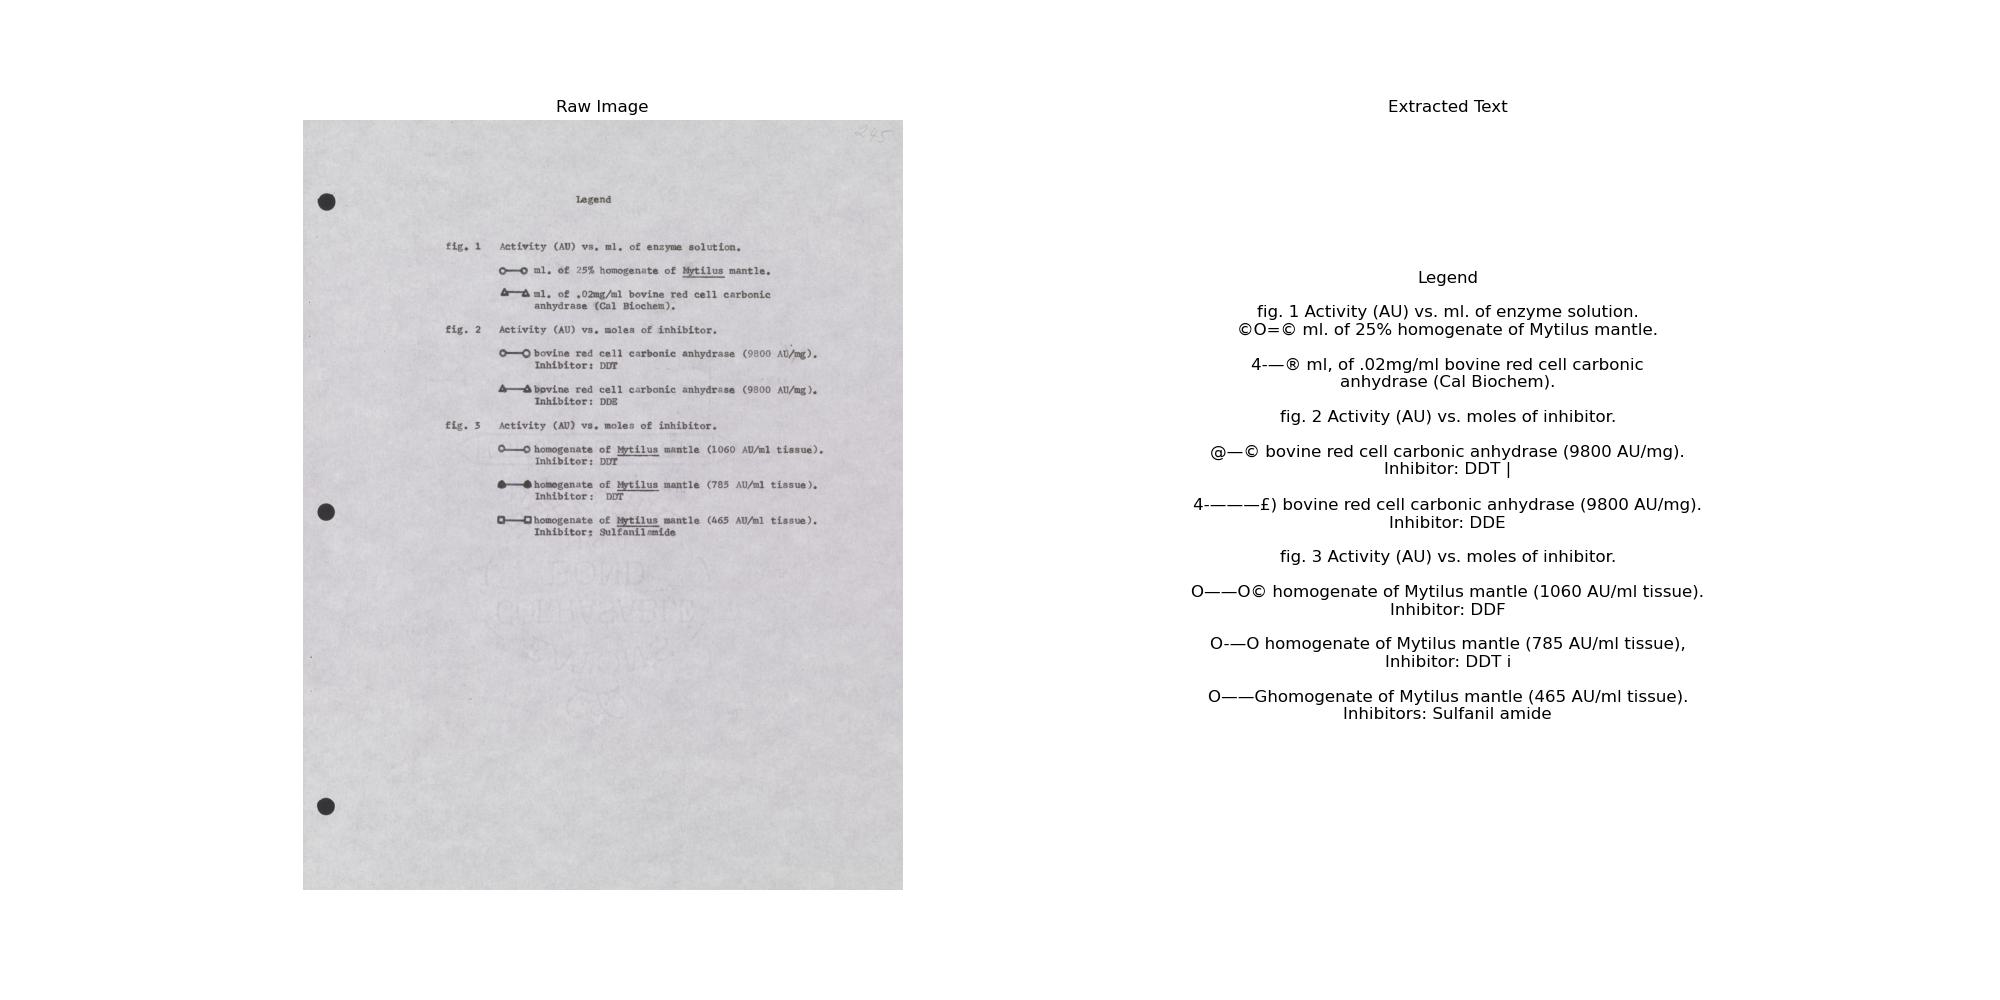 Raw Image
245
Legend
fig. 1 Activity (AU) vs. ml. of enzyme solution.
ml. of 25% homogenate of Mytilus mantle.
ml. of .02mg/ml bovine red cell carbonic
anhydrase (Cal Biochem).
fig. 2 Activity (AU) vs. moles of inhibitor.
bovine red cell carbonic anhydrase (9800 AU/mg).
Inhibitor: DDT
bovine red cell carbonic anhydrase (9800 AU/mg).
Inhibitor: DDE
fig. 3 Activity (AU) vs. moles of inhibitor.
homogenate of Mytilus mantle (1060 AU/ml tissue).
Inhibitor: DDT
homogenate of Mytilus mantle (785 AU/ml tissue).
Inhibitor: DDT
homogenate of Mytilus mantle (465 AU/ml tissue).
Inhibitor: Sulfanilamide
Extracted Text
Legend
fig. 1 Activity (AU) vs. ml. of enzyme solution.
©O=© ml. of 25% homogenate of Mytilus mantle.
4-—® ml, of .02mg/ml bovine red cell carbonic
anhydrase (Cal Biochem).
fig. 2 Activity (AU) vs. moles of inhibitor.
@—© bovine red cell carbonic anhydrase (9800 AU/mg).
Inhibitor: DDT |
4-———£) bovine red cell carbonic anhydrase (9800 AU/mg).
Inhibitor: DDE
fig. 3 Activity (AU) vs. moles of inhibitor.
O——O© homogenate of Mytilus mantle (1060 AU/ml tissue).
Inhibitor: DDF
O-—O homogenate of Mytilus mantle (785 AU/ml tissue),
Inhibitor: DDT i
O——Ghomogenate of Mytilus mantle (465 AU/ml tissue).
Inhibitors: Sulfanil amide